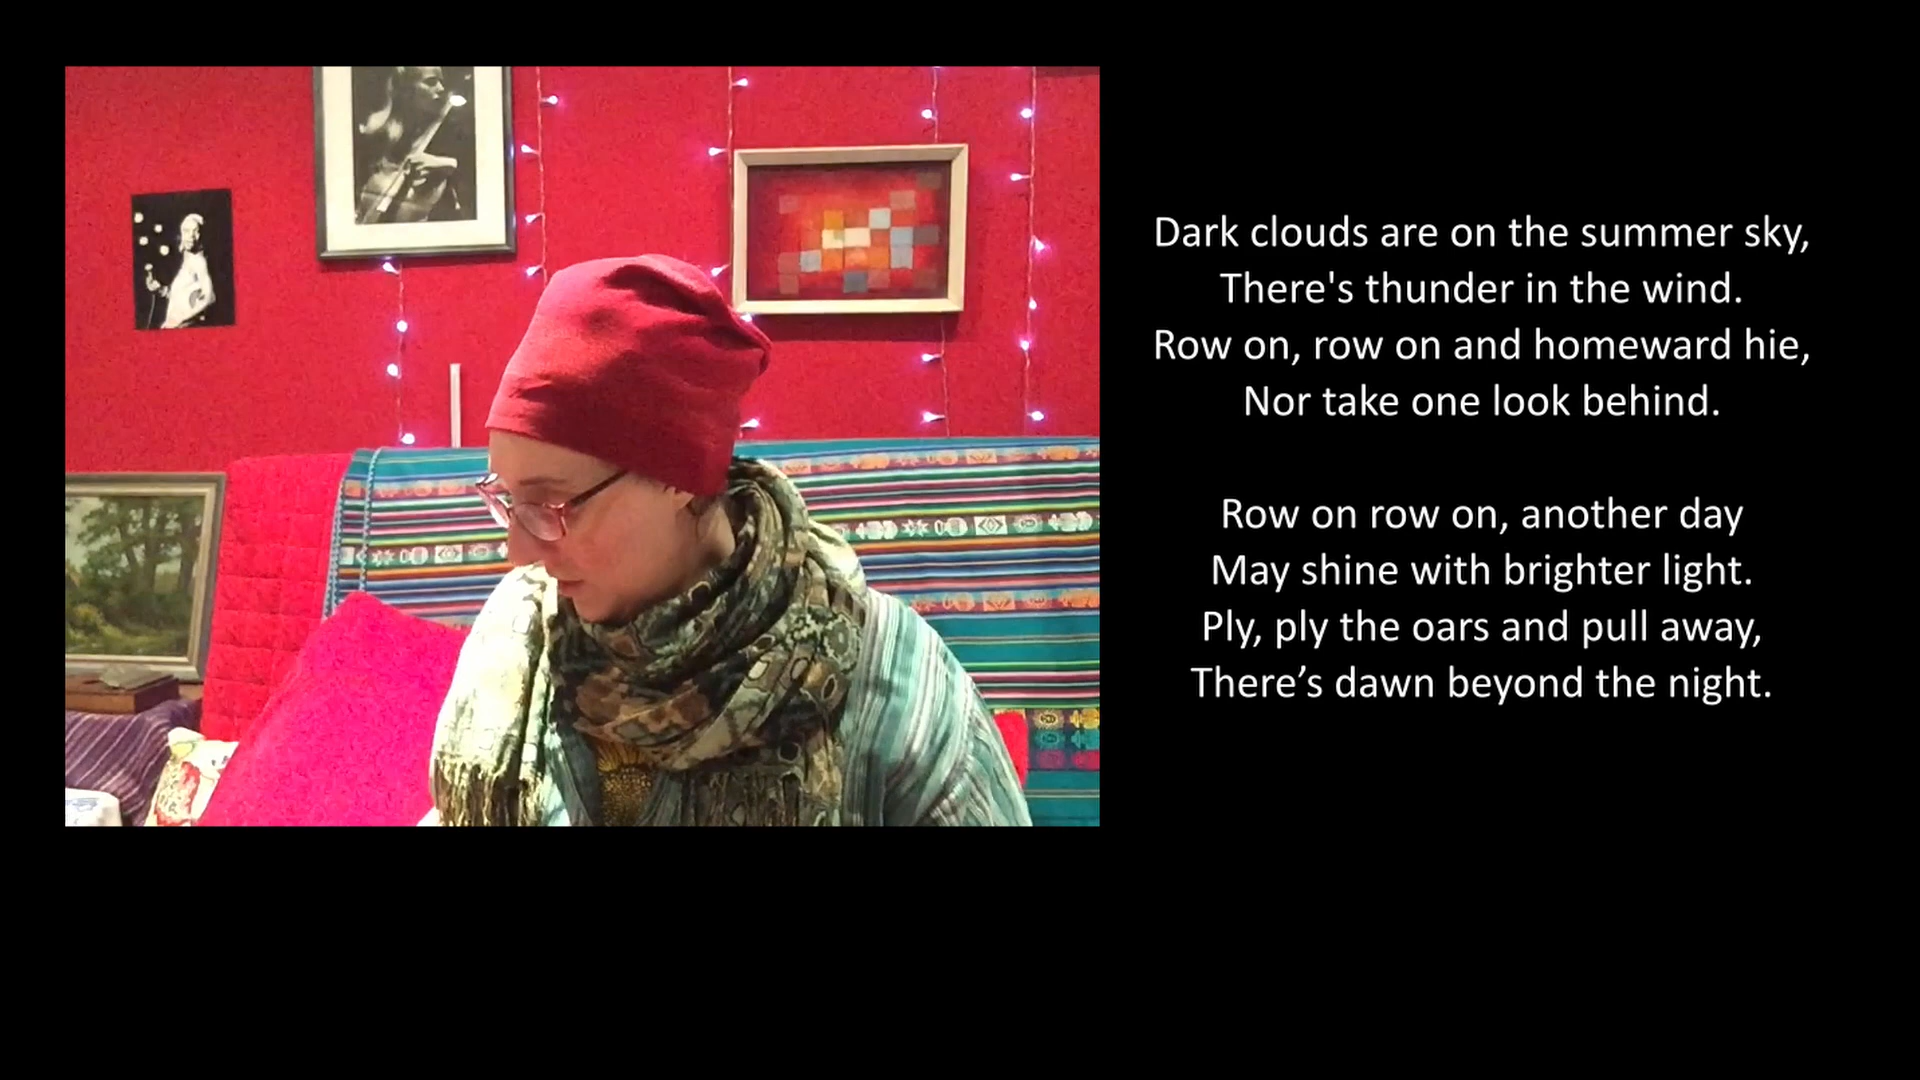 Dark clouds are on the summer sky,
There's thunder in the wind.
Row on, row on and homeward hie,
Nor take one look behind.
Row on row on, another day
May shine with brighter light.
Ply, ply the oars and pull away,
There’s dawn beyond the night.